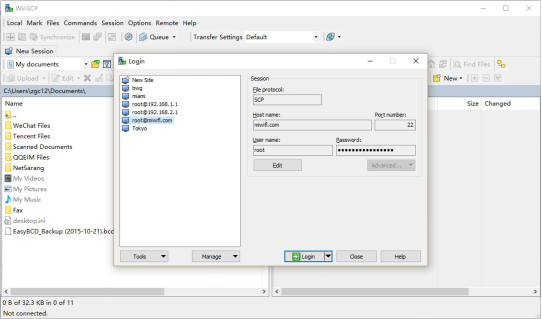 WinSCP
Local Mark Files Commands Session Options Remote Help
Synchronize Queue Transfer Settings Default
New Session
My documents Find Files
Upload Edit New
C:\Users\rgc12\Documents\
Name Size Changed
..
WeChat Files
Tencent Files
Scanned Documents
QQEIM Files
NetSarang
My Videos
My Pictures
My Music
Fax
desktop.ini
EasyBCD_Backup (2015-10-21).bcd
Login
New Site
bwg
miami
root@192.168.1.1
root@192.168.2.1
root@miwifi.com
Tokyo
Session
File protocol:
SCP
Host name: Port number:
miwifi.com 22
User name: Password:
root
Edit Advanced...
Tools Manage Login Close Help
0 B of 32.3 KB in 0 of 11
Not connected.